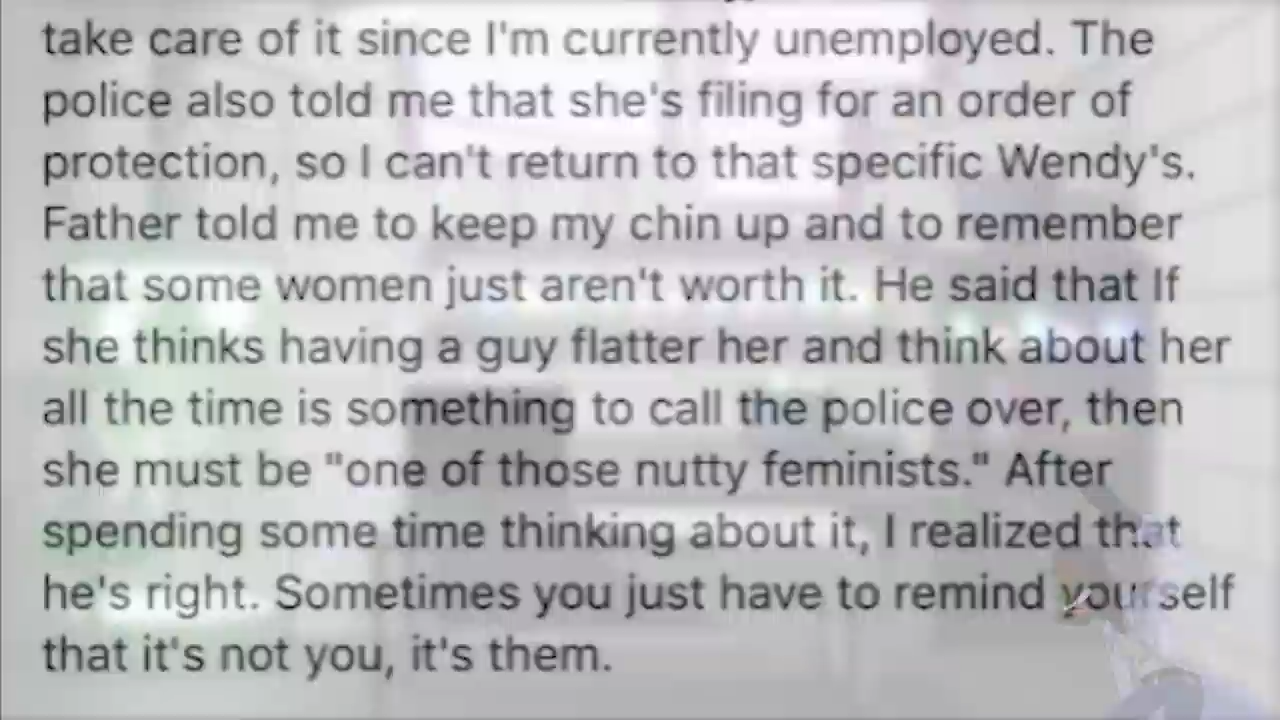 take care of it since I'm currently unemployed. The
police also told me that she's filing for an order of
protection, so I can't return to that specific Wendy's.
Father told me to keep my chin up and to remember
that some women just aren't worth it. He said that If
she thinks having a guy flatter her and think about her
all the time is something to call the police over, then
she must be "one of those nutty feminists." After
spending some time thinking about it, I realized that
he's right. Sometimes you just have to remind yourself
that it's not you, it's them.